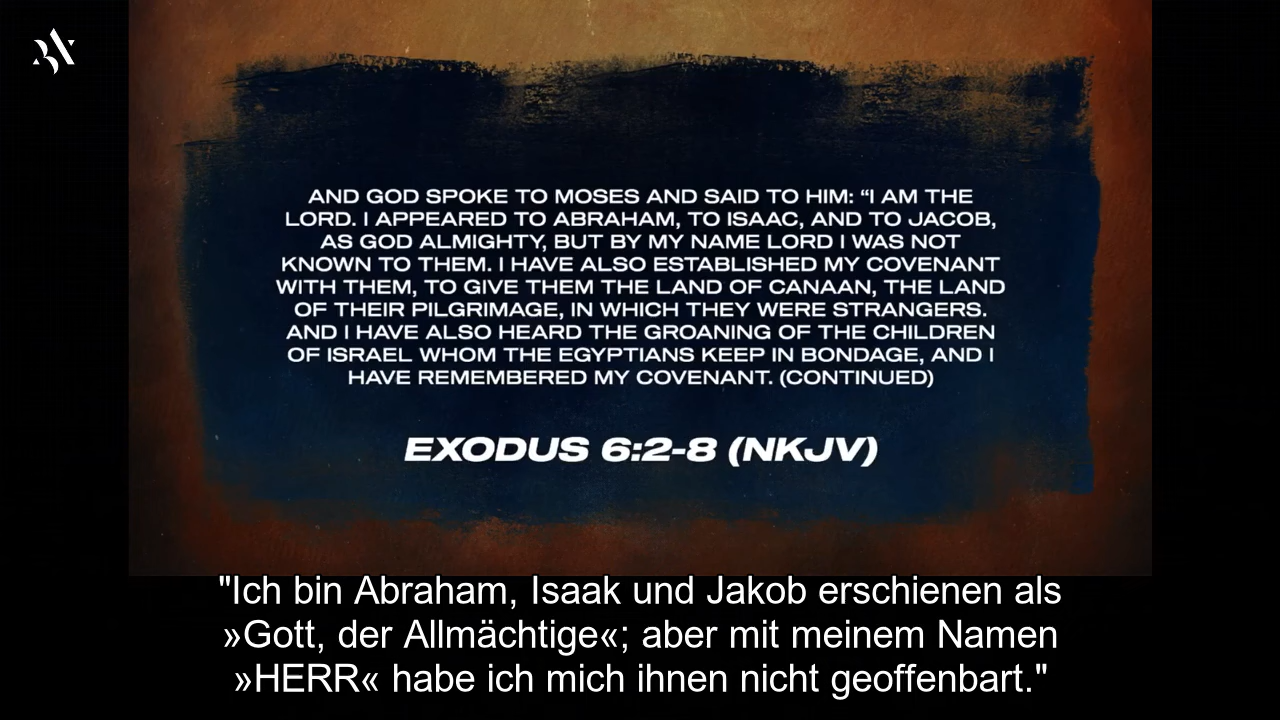 AND GOD SPOKE TO MOSES AND SAID TO HIM: “I AM THE
LORD. I APPEARED TO ABRAHAM, TO ISAAC, AND TO JACOB,
AS GOD ALMIGHTY, BUT BY MY NAME LORD I WAS NOT
KNOWN TO THEM. I HAVE ALSO ESTABLISHED MY COVENANT
WITH THEM, TO GIVE THEM THE LAND OF CANAAN, THE LAND
OF THEIR PILGRIMAGE, IN WHICH THEY WERE STRANGERS.
AND I HAVE ALSO HEARD THE GROANING OF THE CHILDREN
OF ISRAEL WHOM THE EGYPTIANS KEEP IN BONDAGE, AND I
HAVE REMEMBERED MY COVENANT. (CONTINUED)
EXODUS 6:2-8 (NKJV)
"Ich bin Abraham, Isaak und Jakob erschienen als
»Gott, der Allmächtige«; aber mit meinem Namen
»HERR« habe ich mich ihnen nicht geoffenbart."